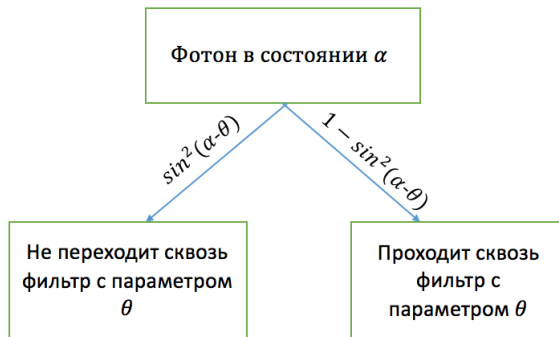 Фотон в состоянии α
sin²(α-θ)
1 − sin²(α-θ)
Не переходит сквозь
фильтр с параметром
θ
Проходит сквозь
фильтр с
параметром θ